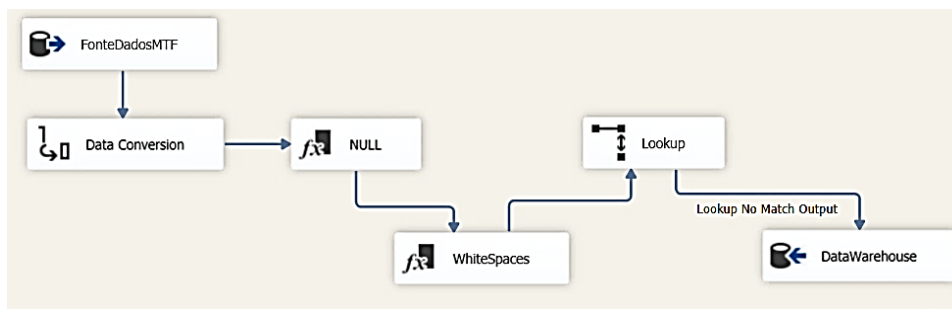 FonteDadosMTF
Data Conversion
NULL
Lookup
Lookup No Match Output
WhiteSpaces
DataWarehouse